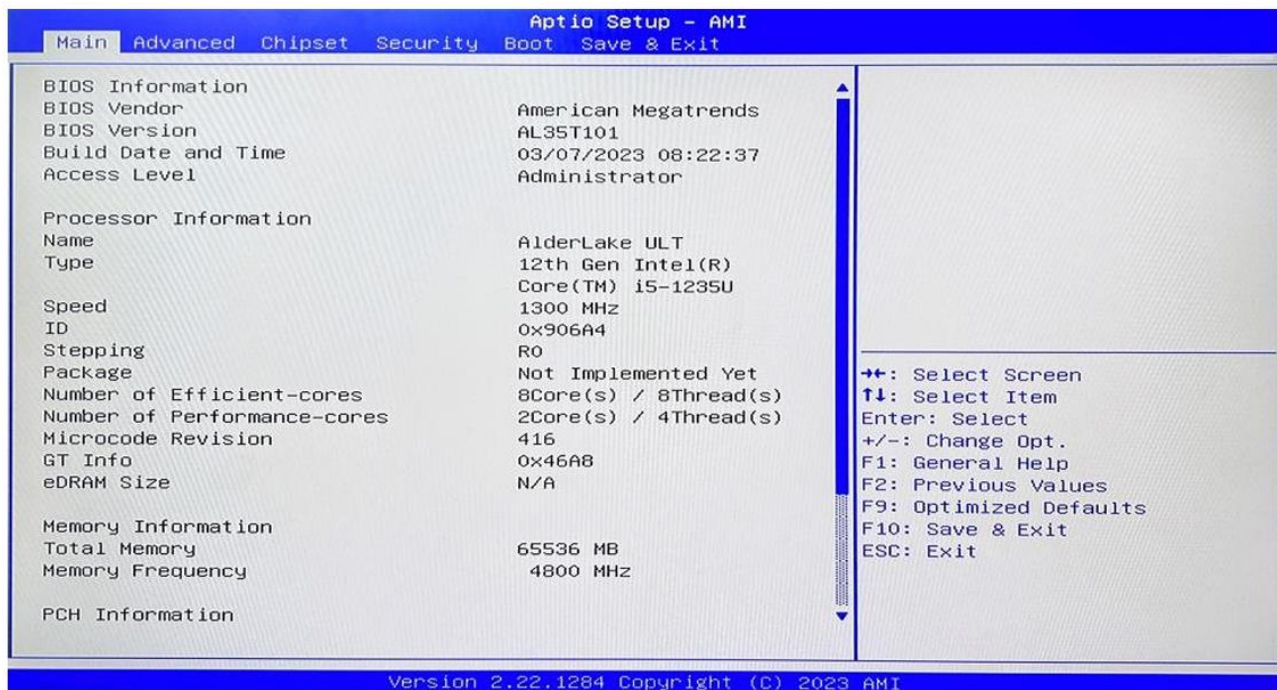 Aptio Setup - AMI
Main Advanced Chipset Security Boot Save & Exit
BIOS Information
BIOS Vendor American Megatrends
BIOS Version AL35T101
Build Date and Time 03/07/2023 08:22:37
Access Level Administrator
Processor Information
Name AlderLake ULT
Type 12th Gen Intel(R)
Core(TM) i5-1235U
Speed 1300 MHz
ID 0x906A4
Stepping R0
Package Not Implemented Yet
Number of Efficient-cores 8Core(s) / 8Thread(s)
Number of Performance-cores 2Core(s) / 4Thread(s)
Microcode Revision 416
GT Info 0x46A8
eDRAM Size N/A
Memory Information
Total Memory 65536 MB
Memory Frequency 4800 MHz
PCH Information
→←: Select Screen
↑↓: Select Item
Enter: Select
+/-: Change Opt.
F1: General Help
F2: Previous Values
F9: Optimized Defaults
F10: Save & Exit
ESC: Exit
Version 2.22.1284 Copyright (C) 2023 AMI